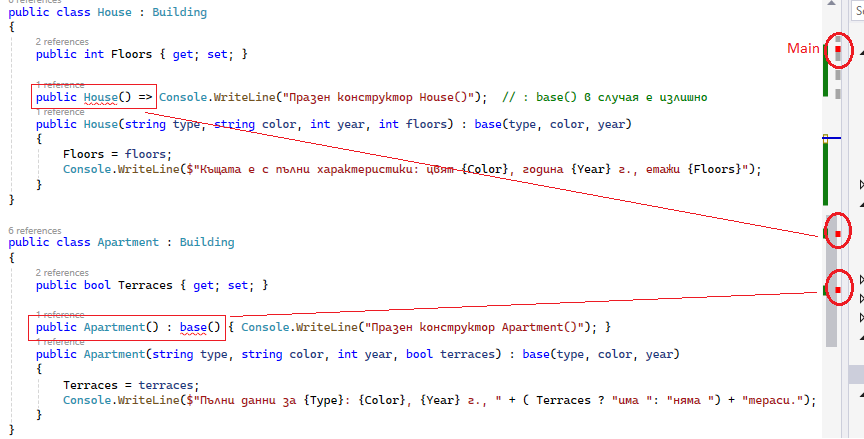 6 references
public class House : Building
{
2 references
public int Floors { get; set; }
1 reference
public House() => Console.WriteLine("Празен конструктор House()");  // : base() в случая е излишно
1 reference
public House(string type, string color, int year, int floors) : base(type, color, year)
{
Floors = floors;
Console.WriteLine($"Къщата е с пълни характеристики: цвят {Color}, година {Year} г., етажи {Floors}");
}
}
6 references
public class Apartment : Building
{
2 references
public bool Terraces { get; set; }
1 reference
public Apartment() : base() { Console.WriteLine("Празен конструктор Apartment()"); }
1 reference
public Apartment(string type, string color, int year, bool terraces) : base(type, color, year)
{
Terraces = terraces;
Console.WriteLine($"Пълни данни за {Type}: {Color}, {Year} г., " + ( Terraces ? "има ": "няма ") + "тераси.");
}
}
Main